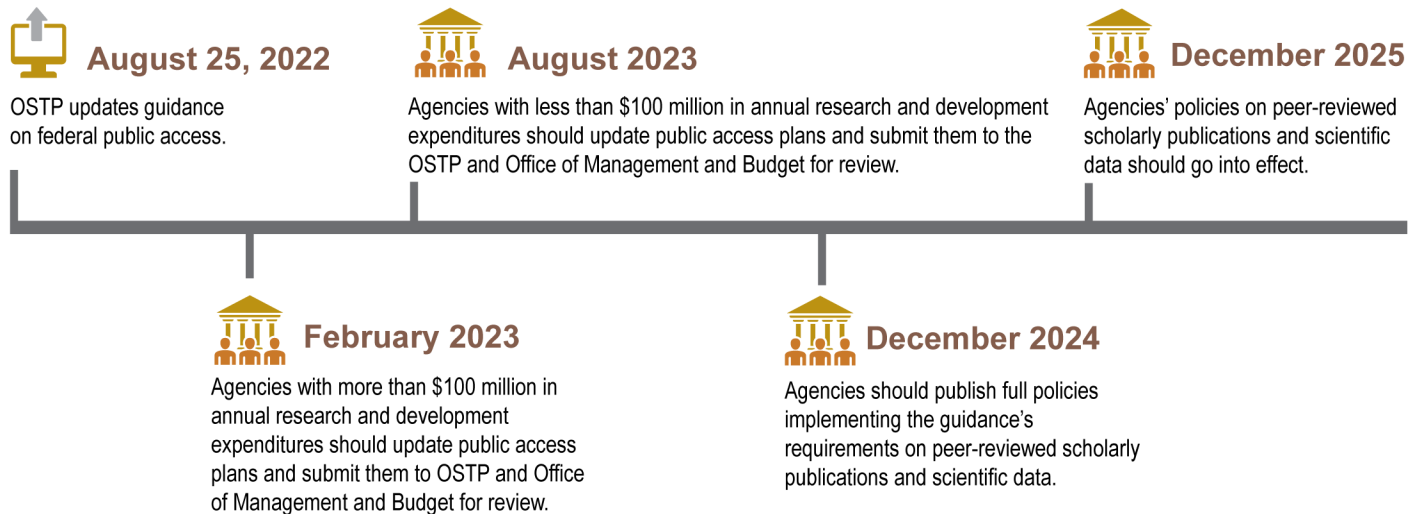 August 25, 2022
OSTP updates guidance
on federal public access.
February 2023
Agencies with more than $100 million in
annual research and development
expenditures should update public access
plans and submit them to OSTP and Office
of Management and Budget for review.
August 2023
Agencies with less than $100 million in annual research and development
expenditures should update public access plans and submit them to the
OSTP and Office of Management and Budget for review.
December 2024
Agencies should publish full policies
implementing the guidance’s
requirements on peer-reviewed scholarly
publications and scientific data.
December 2025
Agencies’ policies on peer-reviewed
scholarly publications and scientific
data should go into effect.